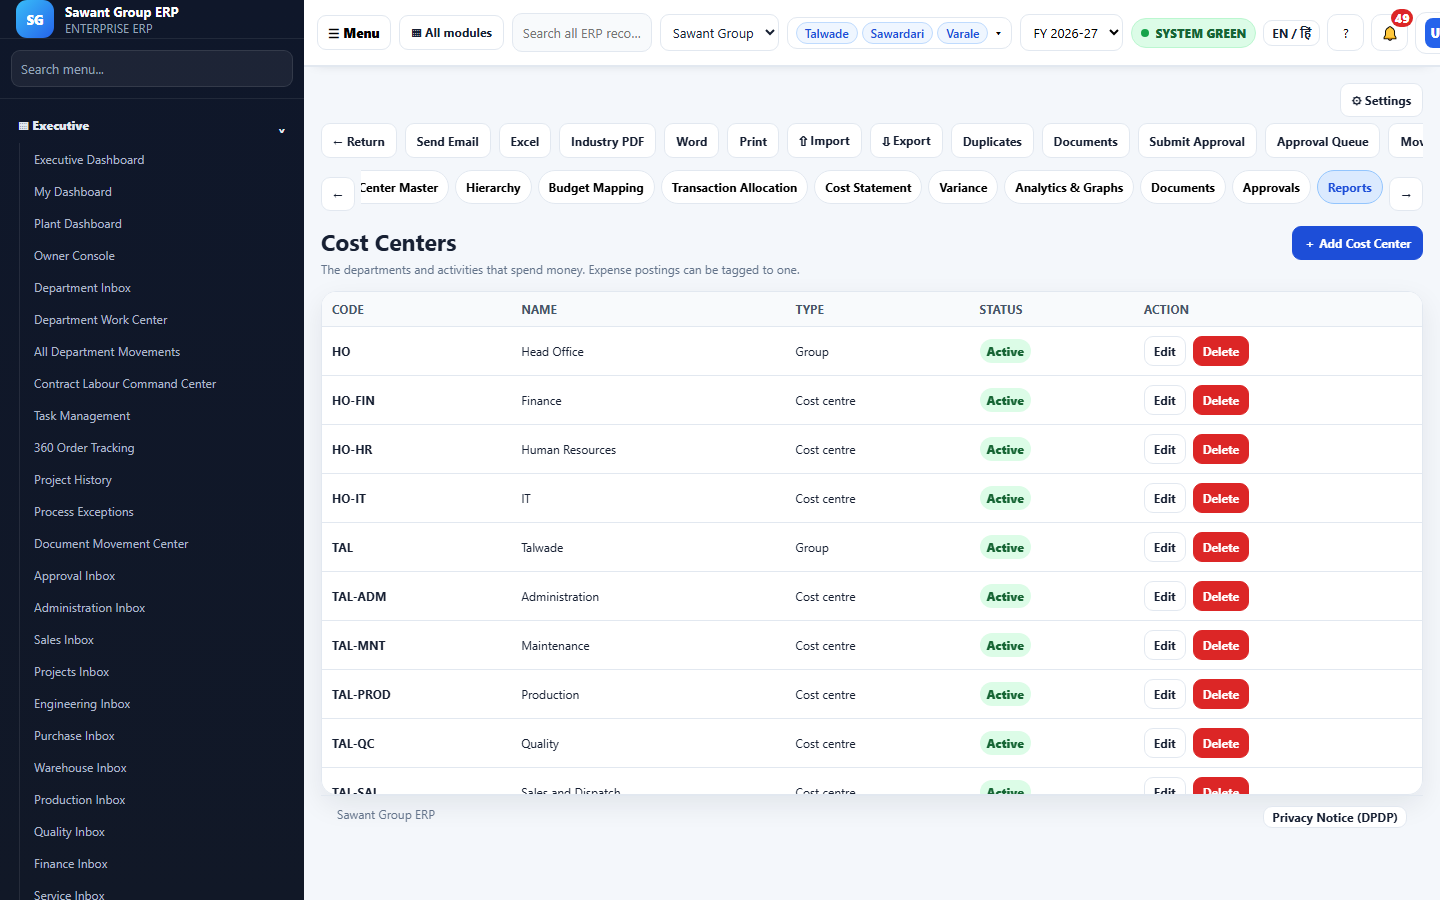 SG
Sawant Group ERP
ENTERPRISE ERP
Search menu...
Executive
Executive Dashboard
My Dashboard
Plant Dashboard
Owner Console
Department Inbox
Department Work Center
All Department Movements
Contract Labour Command Center
Task Management
360 Order Tracking
Project History
Process Exceptions
Document Movement Center
Approval Inbox
Administration Inbox
Sales Inbox
Projects Inbox
Engineering Inbox
Purchase Inbox
Warehouse Inbox
Production Inbox
Quality Inbox
Finance Inbox
Service Inbox
☰ Menu All modules Search all ERP reco... Sawant Group Talwade Sawardari Varale FY 2026-27 SYSTEM GREEN EN / हिं ? 49 U
⚙ Settings
← Return Send Email Excel Industry PDF Word Print ⇧ Import ⇩ Export Duplicates Documents Submit Approval Approval Queue Mov
← Center Master Hierarchy Budget Mapping Transaction Allocation Cost Statement Variance Analytics & Graphs Documents Approvals Reports →
Cost Centers
+ Add Cost Center
The departments and activities that spend money. Expense postings can be tagged to one.
CODE NAME TYPE STATUS ACTION
HO Head Office Group Active Edit Delete
HO-FIN Finance Cost centre Active Edit Delete
HO-HR Human Resources Cost centre Active Edit Delete
HO-IT IT Cost centre Active Edit Delete
TAL Talwade Group Active Edit Delete
TAL-ADM Administration Cost centre Active Edit Delete
TAL-MNT Maintenance Cost centre Active Edit Delete
TAL-PROD Production Cost centre Active Edit Delete
TAL-QC Quality Cost centre Active Edit Delete
TAL-SAL Sales and Dispatch Cost centre Active Edit Delete
Sawant Group ERP
Privacy Notice (DPDP)